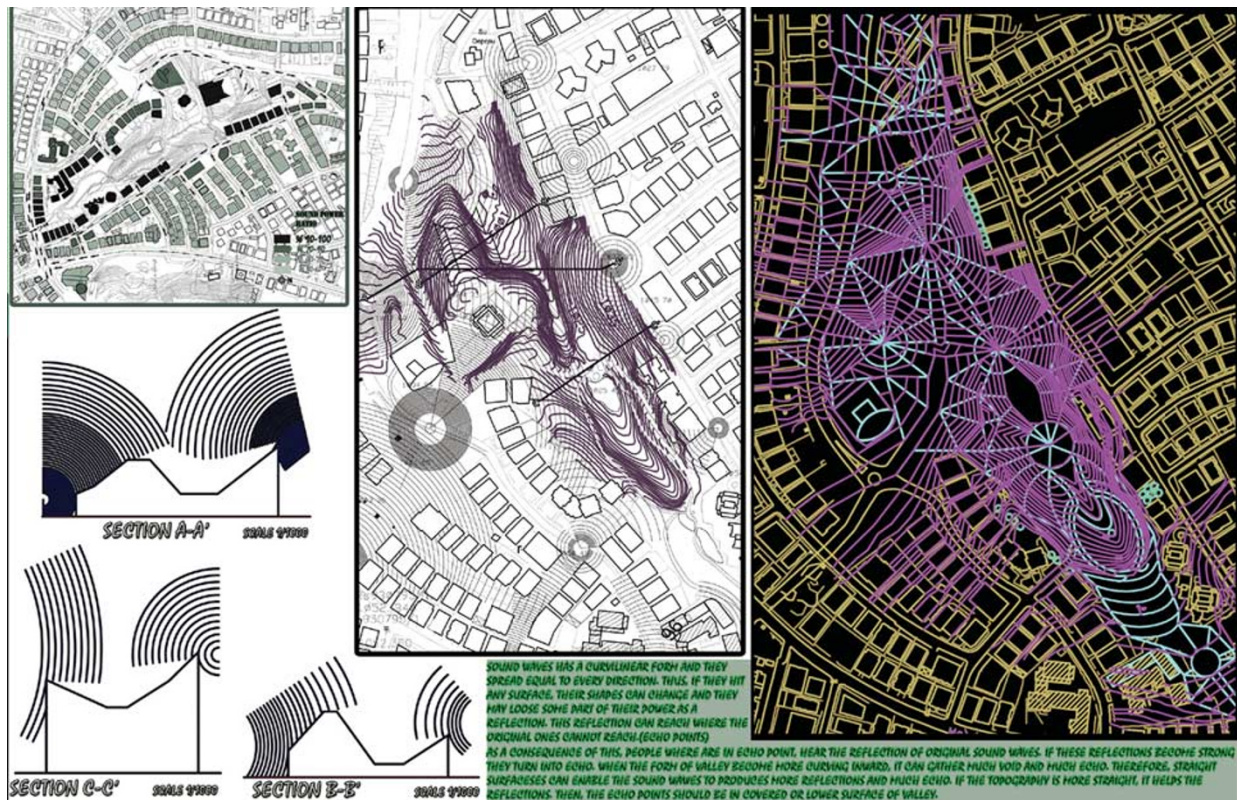 SOUND POWER
RATIO
% 90-100
Su
Deposu
SECTION A-A'
SCALE 1/1000
SECTION C-C'
SCALE 1/1000
SECTION B-B'
SCALE 1/1000
SOUND WAVES HAS A CURVILINEAR FORM AND THEY
SPREAD EQUAL TO EVERY DIRECTION. THUS, IF THEY HIT
ANY SURFACE, THEIR SHAPES CAN CHANGE AND THEY
MAY LOOSE SOME PART OF THEIR POWER AS A
REFLECTION. THIS REFLECTION CAN REACH WHERE THE
ORIGINAL ONES CANNOT REACH.(ECHO POINTS)
AS A CONSEQUENCE OF THIS, PEOPLE WHERE ARE IN ECHO POINT, HEAR THE REFLECTION OF ORIGINAL SOUND WAVES. IF THESE REFLECTIONS BECOME STRONG
THEY TURN INTO ECHO. WHEN THE FORM OF VALLEY BECOME MORE CURVING INWARD, IT CAN GATHER MUCH VOID AND MUCH ECHO. THEREFORE, STRAIGHT
SURFACESES CAN ENABLE THE SOUND WAVES TO PRODUCES MORE REFLECTIONS AND MUCH ECHO. IF THE TOPOGRAPHY IS MORE STRAIGHT, IT HELPS THE
REFLECTIONS. THEN, THE ECHO POINTS SHOULD BE IN COVERED OR LOWER SURFACE OF VALLEY.